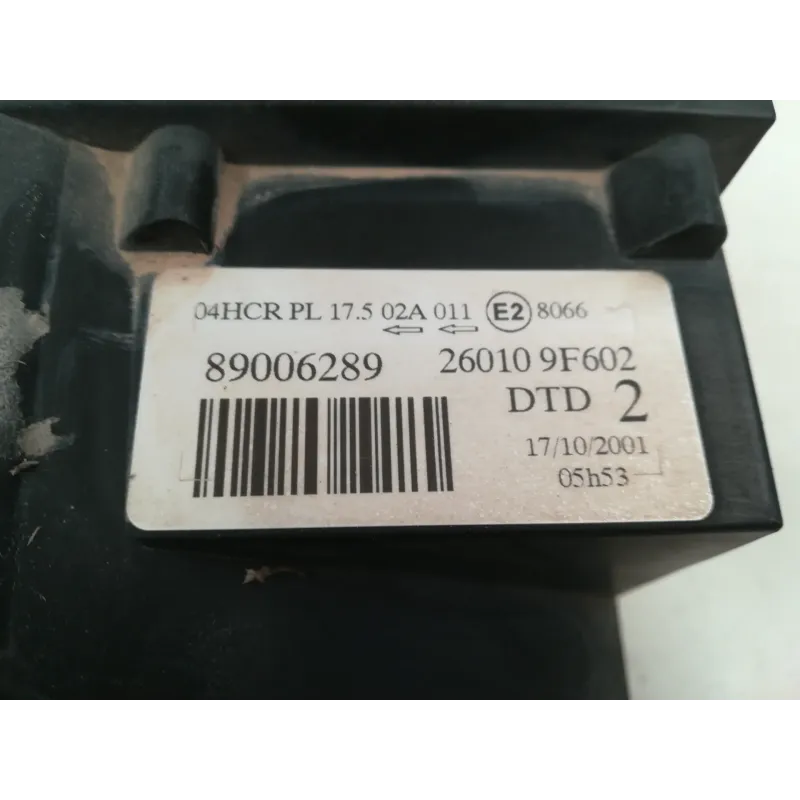 04HCR PL 17.5 02A 011 E2 8066
89006289 26010 9F602
DTD 2
17/10/2001
05h53